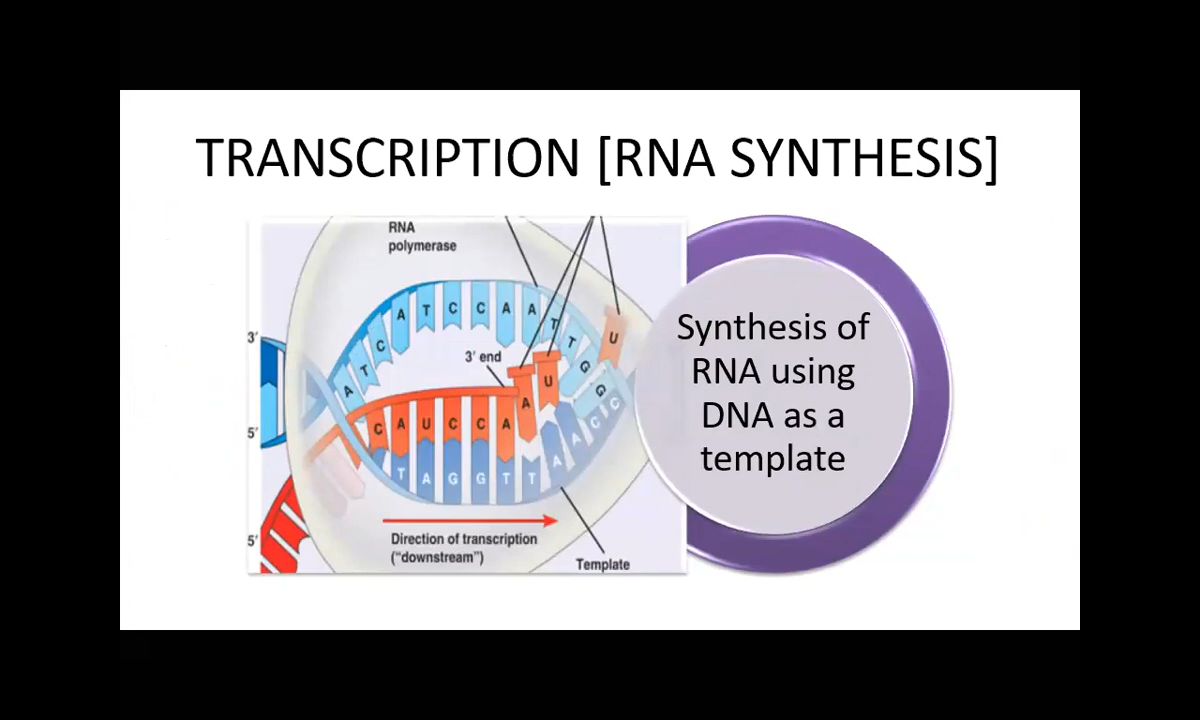 TRANSCRIPTION [RNA SYNTHESIS]
RNA
polymerase
A T C A T C C A A T T G G
U
3′ end
3′
5′
C A U C C A A U
T A G G T T A A C C
5′
Direction of transcription
("downstream")
Template
Synthesis of
RNA using
DNA as a
template